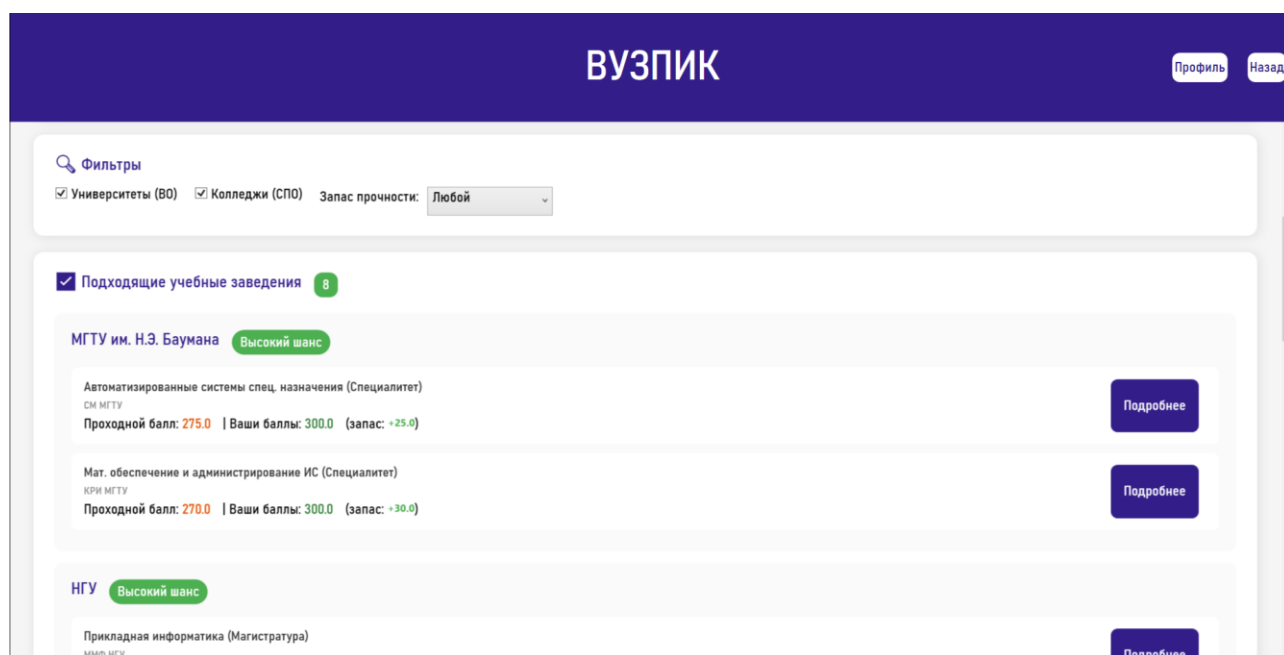 ВУЗПИК
Профиль
Назад
Фильтры
Университеты (ВО) Колледжи (СПО) Запас прочности: Любой
Подходящие учебные заведения 8
МГТУ им. Н.Э. Баумана Высокий шанс
Автоматизированные системы спец. назначения (Специалитет)
СМ МГТУ
Проходной балл: 275.0 | Ваши баллы: 300.0 (запас: +25.0)
Подробнее
Мат. обеспечение и администрирование ИС (Специалитет)
КРИ МГТУ
Проходной балл: 270.0 | Ваши баллы: 300.0 (запас: +30.0)
Подробнее
НГУ Высокий шанс
Прикладная информатика (Магистратура)
ММФ НГУ
Подробнее